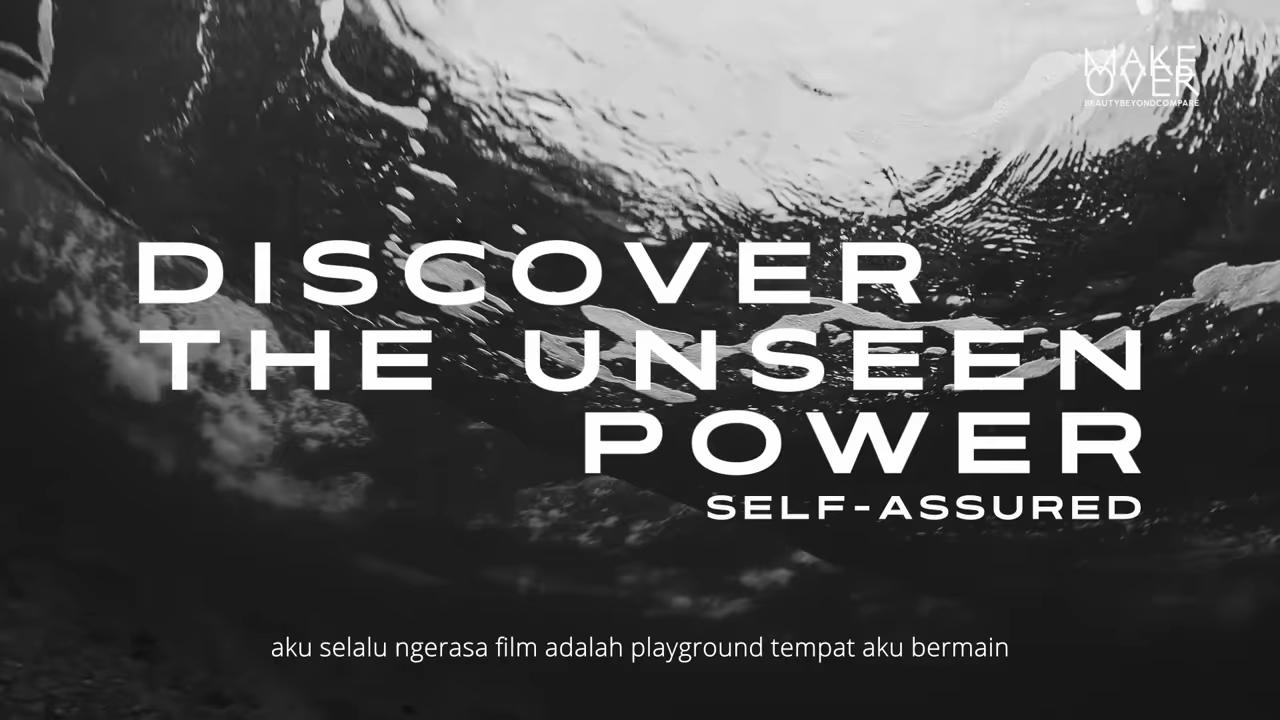 MAKE
OVER
BEAUTYBEYONDCOMPARE
DISCOVER
THE UNSEEN
POWER
SELF-ASSURED
aku selalu ngerasa film adalah playground tempat aku bermain